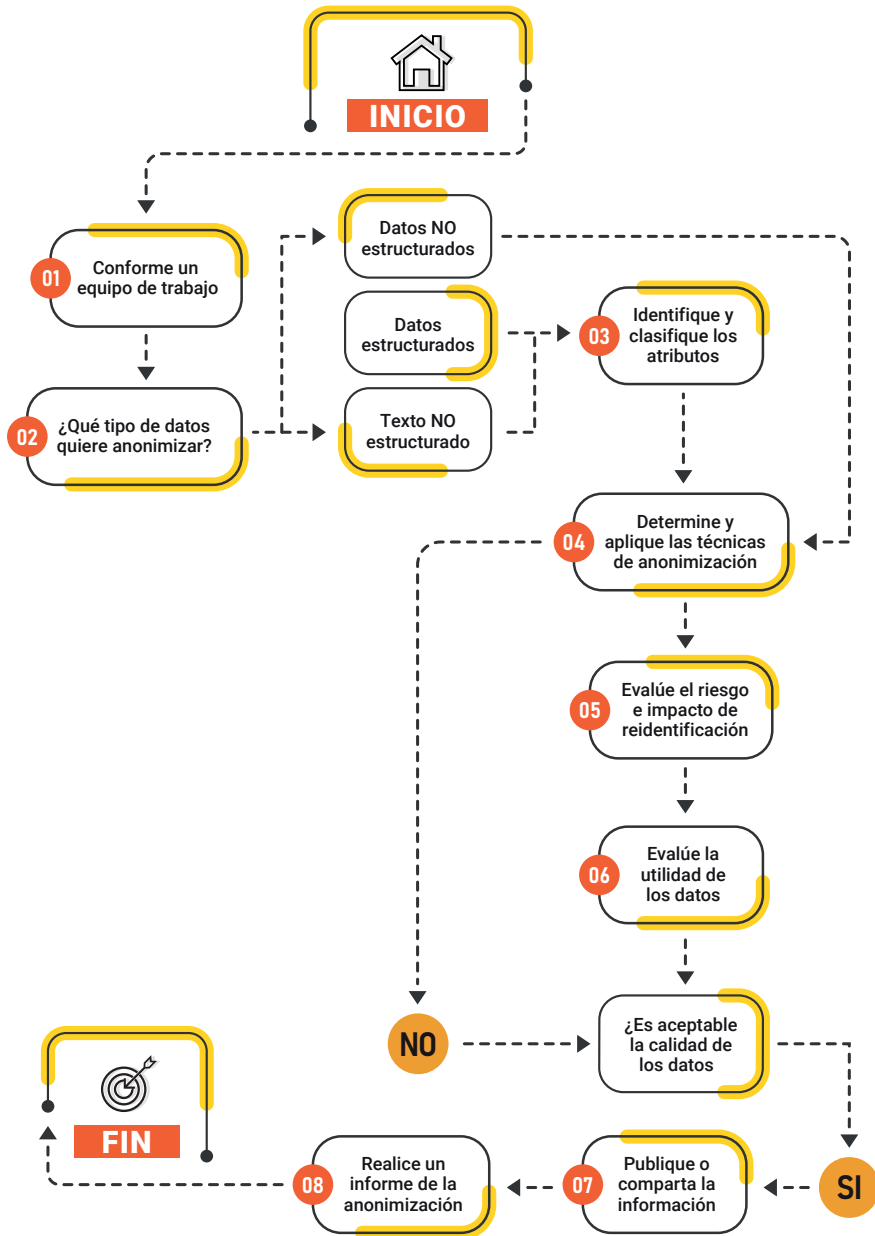 INICIO
01
Conforme un
equipo de trabajo
02
¿Qué tipo de datos
quiere anonimizar?
Datos NO
estructurados
Datos
estructurados
Texto NO
estructurado
03
Identifique y
clasifique los
atributos
04
Determine y
aplique las técnicas
de anonimización
05
Evalúe el riesgo
e impacto de
reidentificación
06
Evalúe la
utilidad de
los datos
NO
¿Es aceptable
la calidad de
los datos
SI
07
Publique o
comparta la
información
08
Realice un
informe de la
anonimización
FIN